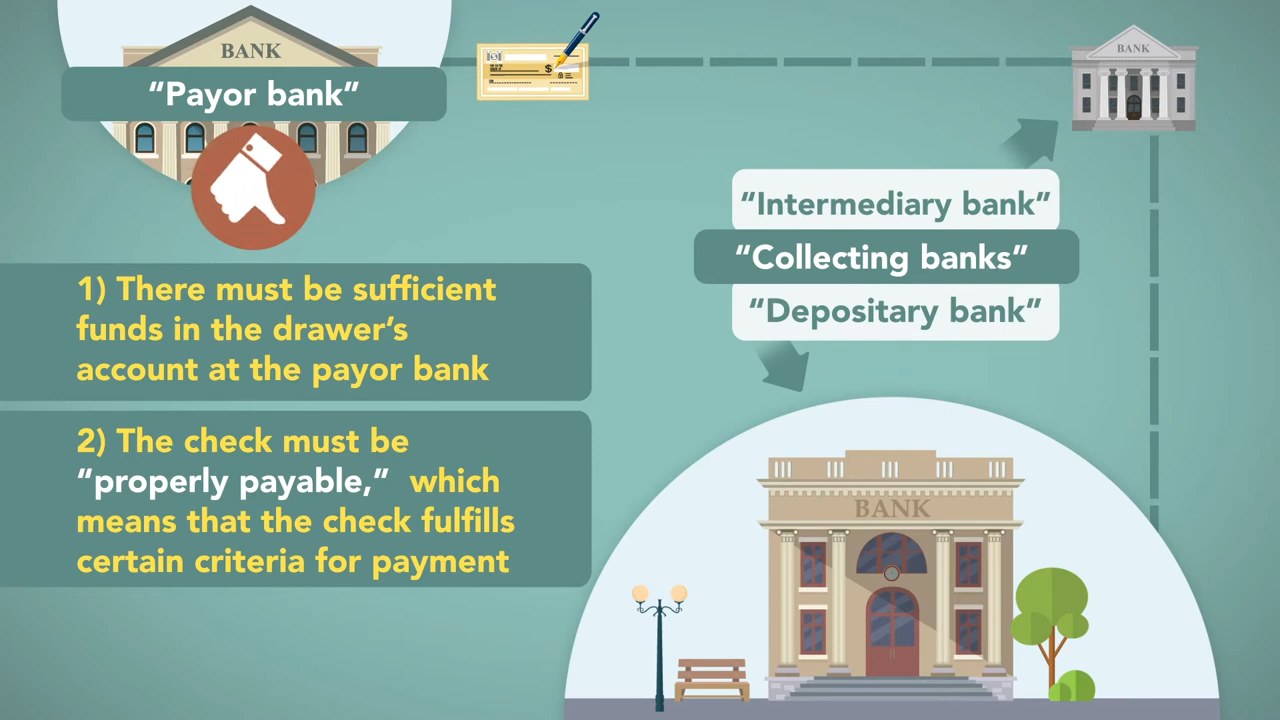 BANK
“Payor bank”
$
BANK
“Intermediary bank”
“Collecting banks”
“Depositary bank”
1) There must be sufficient
funds in the drawer’s
account at the payor bank
2) The check must be
“properly payable,” which
means that the check fulfills
certain criteria for payment
BANK